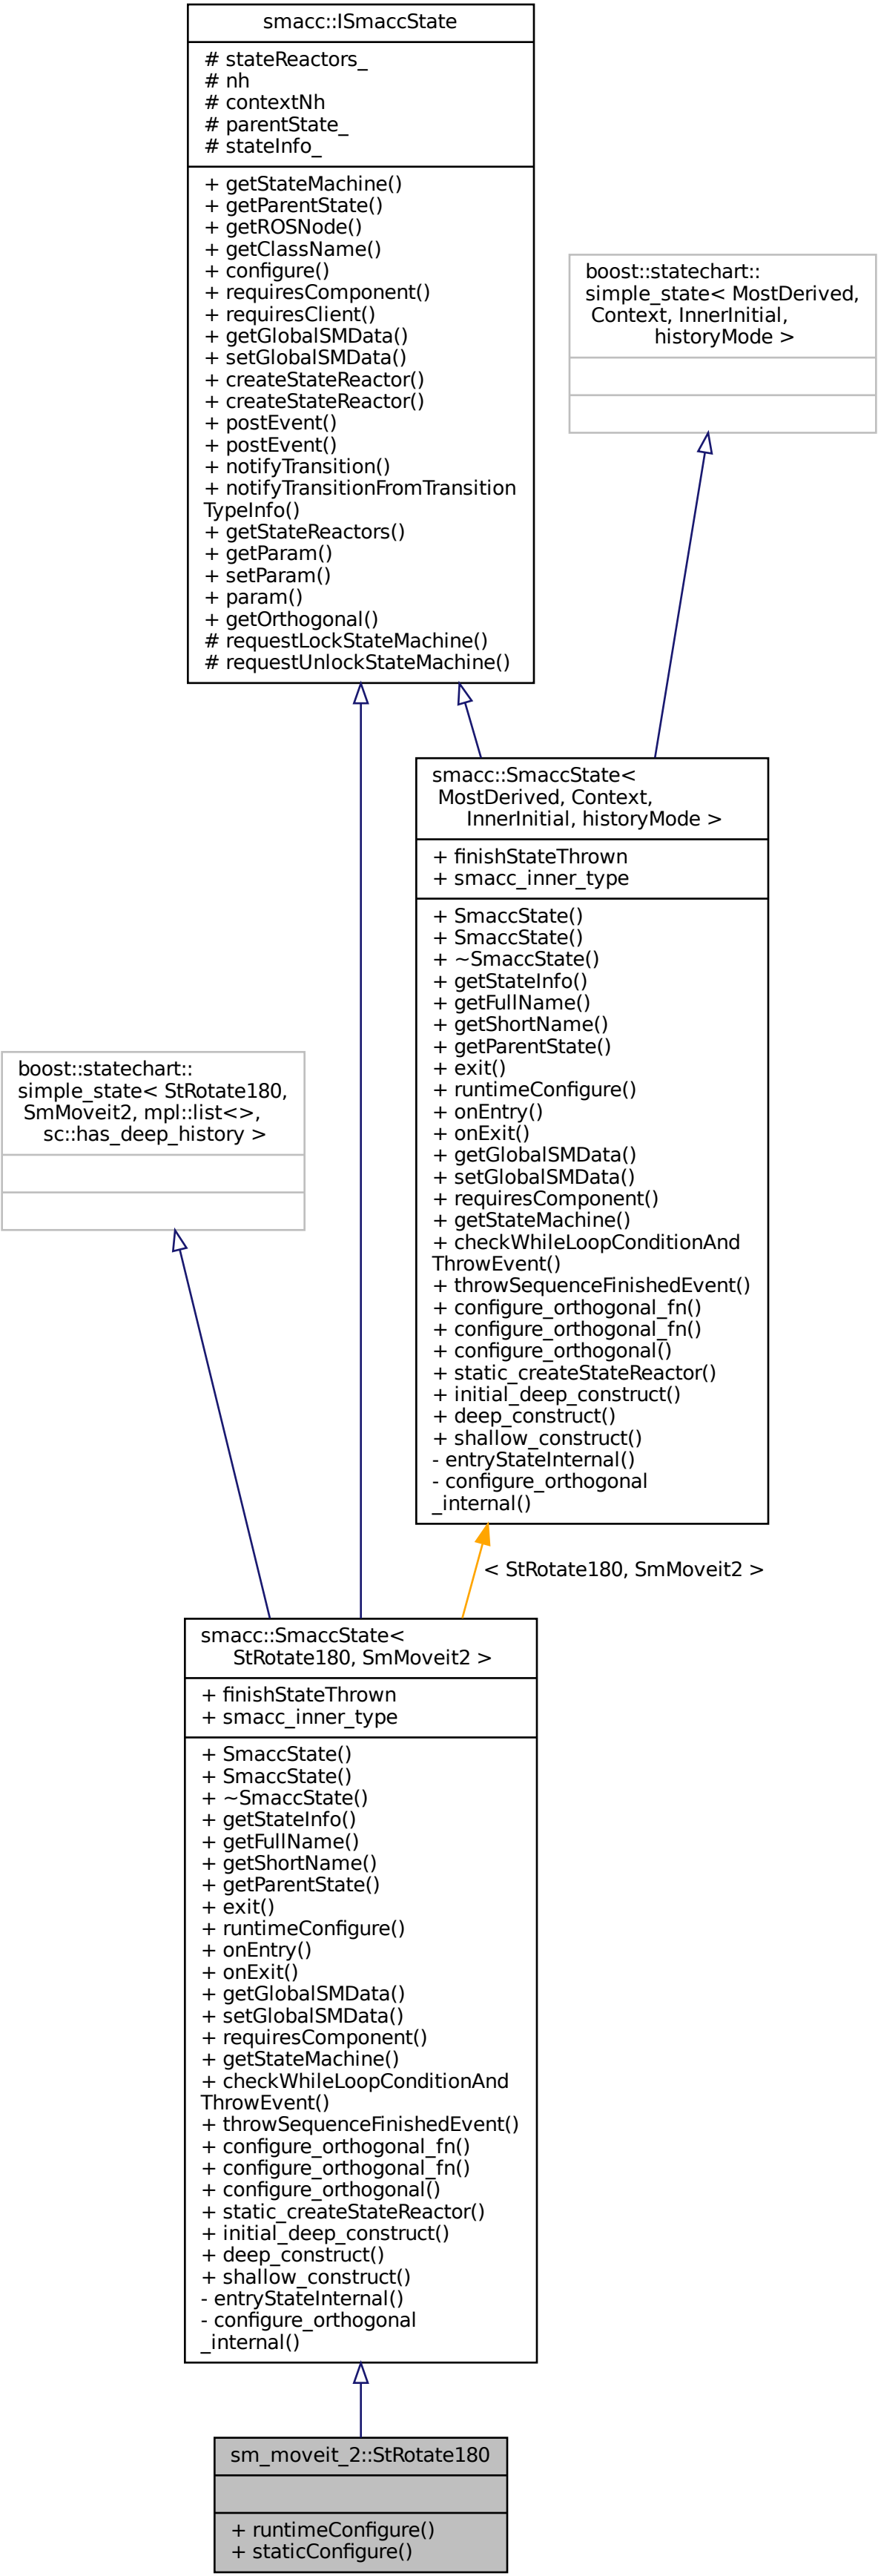 smacc::ISmaccState
# stateReactors_
# nh
# contextNh
# parentState_
# stateInfo_
+ getStateMachine()
+ getParentState()
+ getROSNode()
+ getClassName()
+ configure()
+ requiresComponent()
+ requiresClient()
+ getGlobalSMData()
+ setGlobalSMData()
+ createStateReactor()
+ createStateReactor()
+ postEvent()
+ postEvent()
+ notifyTransition()
+ notifyTransitionFromTransition
TypeInfo()
+ getStateReactors()
+ getParam()
+ setParam()
+ param()
+ getOrthogonal()
# requestLockStateMachine()
# requestUnlockStateMachine()
boost::statechart::
simple_state< MostDerived,
Context, InnerInitial,
historyMode >
smacc::SmaccState<
MostDerived, Context,
InnerInitial, historyMode >
+ finishStateThrown
+ smacc_inner_type
+ SmaccState()
+ SmaccState()
+ ~SmaccState()
+ getStateInfo()
+ getFullName()
+ getShortName()
+ getParentState()
+ exit()
+ runtimeConfigure()
+ onEntry()
+ onExit()
+ getGlobalSMData()
+ setGlobalSMData()
+ requiresComponent()
+ getStateMachine()
+ checkWhileLoopConditionAnd
ThrowEvent()
+ throwSequenceFinishedEvent()
+ configure_orthogonal_fn()
+ configure_orthogonal_fn()
+ configure_orthogonal()
+ static_createStateReactor()
+ initial_deep_construct()
+ deep_construct()
+ shallow_construct()
- entryStateInternal()
- configure_orthogonal
_internal()
boost::statechart::
simple_state< StRotate180,
SmMoveit2, mpl::list<>,
sc::has_deep_history >
< StRotate180, SmMoveit2 >
smacc::SmaccState<
StRotate180, SmMoveit2 >
+ finishStateThrown
+ smacc_inner_type
+ SmaccState()
+ SmaccState()
+ ~SmaccState()
+ getStateInfo()
+ getFullName()
+ getShortName()
+ getParentState()
+ exit()
+ runtimeConfigure()
+ onEntry()
+ onExit()
+ getGlobalSMData()
+ setGlobalSMData()
+ requiresComponent()
+ getStateMachine()
+ checkWhileLoopConditionAnd
ThrowEvent()
+ throwSequenceFinishedEvent()
+ configure_orthogonal_fn()
+ configure_orthogonal_fn()
+ configure_orthogonal()
+ static_createStateReactor()
+ initial_deep_construct()
+ deep_construct()
+ shallow_construct()
- entryStateInternal()
- configure_orthogonal
_internal()
sm_moveit_2::StRotate180
+ runtimeConfigure()
+ staticConfigure()